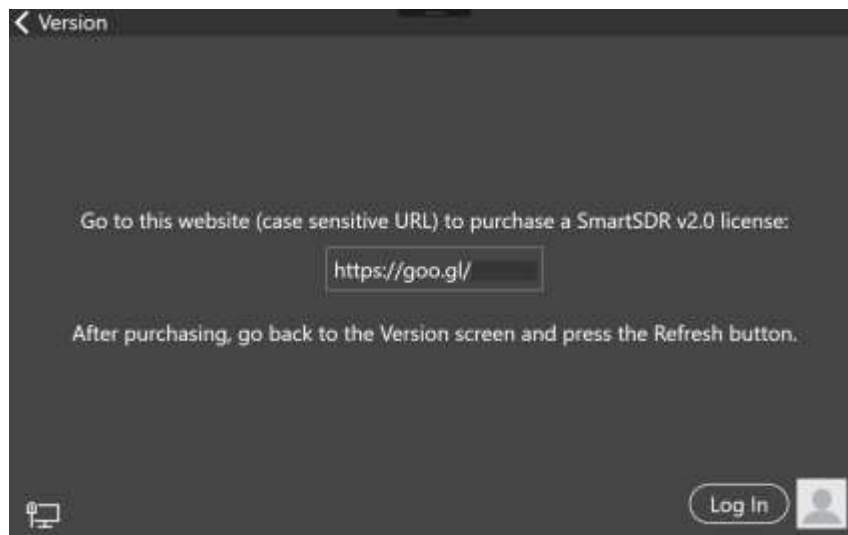 Version
Go to this website (case sensitive URL) to purchase a SmartSDR v2.0 license:
https://goo.gl/
After purchasing, go back to the Version screen and press the Refresh button.
Log In